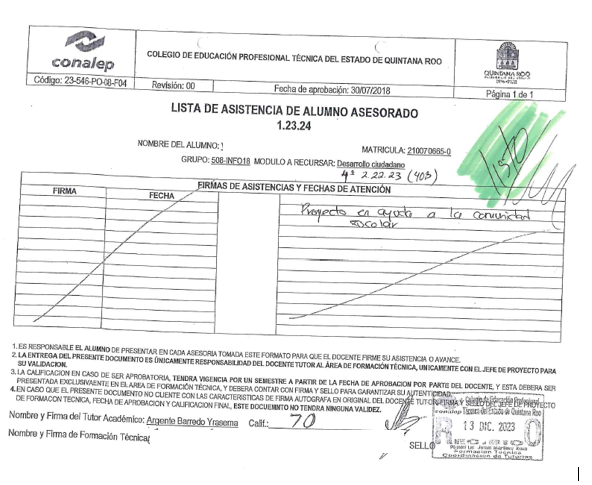 conalep
COLEGIO DE EDUCACIÓN PROFESIONAL TÉCNICA DEL ESTADO DE QUINTANA ROO
QUINTANA ROO
Código: 23-546-PO-08-F04
Revisión: 00
Fecha de aprobación: 30/07/2018
Página 1 de 1
LISTA DE ASISTENCIA DE ALUMNO ASESORADO
1.23.24
listo
NOMBRE DEL ALUMNO:
MATRICULA: 210070665-0
GRUPO: 508-INFO18 MODULO A RECURSAR: Desarrollo ciudadano
4° 2.22.23 (403)
FIRMAS DE ASISTENCIAS Y FECHAS DE ATENCIÓN
FIRMA
FECHA
Proyecto en ayuda a la comunidad
escolar
1. ES RESPONSABLE EL ALUMNO DE PRESENTAR EN CADA ASESORIA TOMADA ESTE FORMATO PARA QUE EL DOCENTE FIRME SU ASISTENCIA O AVANCE.
2. LA ENTREGA DEL PRESENTE DOCUMENTO ES ÚNICAMENTE RESPONSABILIDAD DEL DOCENTE TUTOR AL ÁREA DE FORMACIÓN TÉCNICA, UNICAMENTE CON EL JEFE DE PROYECTO PARA
SU VALIDACION.
3. LA CALIFICACIÓN EN CASO DE SER APROBATORIA, TENDRA VIGENCIA POR UN SEMESTRE A PARTIR DE LA FECHA DE APROBACION POR PARTE DEL DOCENTE, Y ESTA DEBERA SER
PRESENTADA EXCLUSIVAENTE EN EL AREA DE FORMACIÓN TÉCNICA, Y DEBERA CONTAR CON FIRMA Y SELLO PARA GARANTIZAR SU AUTENTICIDAD.
4. EN CASO QUE EL PRESENTE DOCUMENTO NO CUENTE CON LAS CARACTERISTICAS DE FIRMA AUTOGRAFA EN ORIGINAL DEL DOCENTE TUTOR FIRMA Y SELLO DEL JEFE DE PROYECTO
DE FORMACION TECNICA, FECHA DE APROBACIÓN Y CALIFICACION FINAL, ESTE DOCUMNITO NO TENDRA NINGUNA VALIDEZ.
Nombre y Firma del Tutor Académico: Argente Barredo Yrasema Calif.: 70
Colegio de Educación Profesional
conalep Técnica del Estado de Quintana Roo
13 DIC. 2023
Nombre y Firma de Formación Técnica
SELLO
Formación Técnica
Coordinación de Tutorías